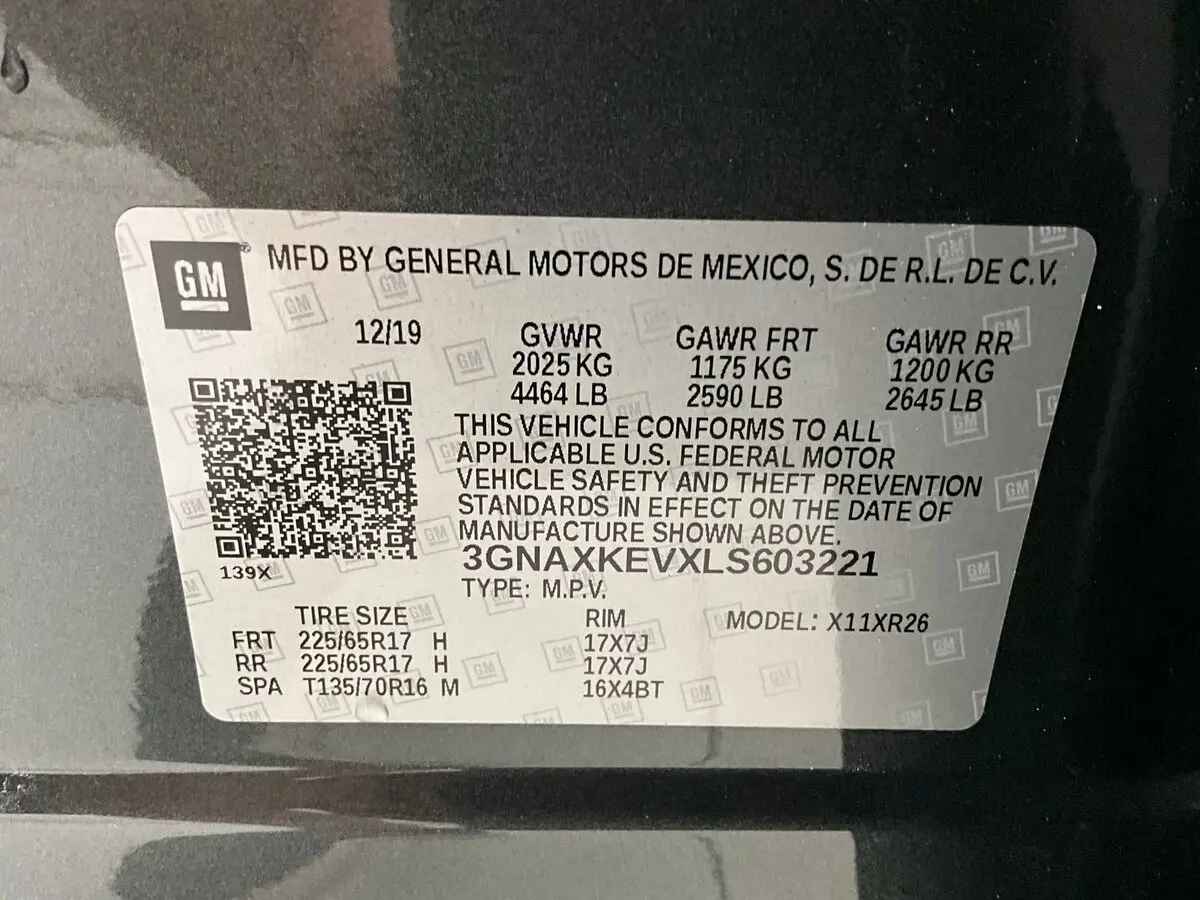 GM
MFD BY GENERAL MOTORS DE MEXICO, S. DE R.L. DE C.V.
12/19 GVWR GAWR FRT GAWR RR
2025 KG 1175 KG 1200 KG
4464 LB 2590 LB 2645 LB
THIS VEHICLE CONFORMS TO ALL
APPLICABLE U.S. FEDERAL MOTOR
VEHICLE SAFETY AND THEFT PREVENTION
STANDARDS IN EFFECT ON THE DATE OF
MANUFACTURE SHOWN ABOVE.
3GNAXKEVXLS603221
139X
TYPE: M.P.V.
TIRE SIZE RIM MODEL: X11XR26
FRT 225/65R17 H 17X7J
RR 225/65R17 H 17X7J
SPA T135/70R16 M 16X4BT